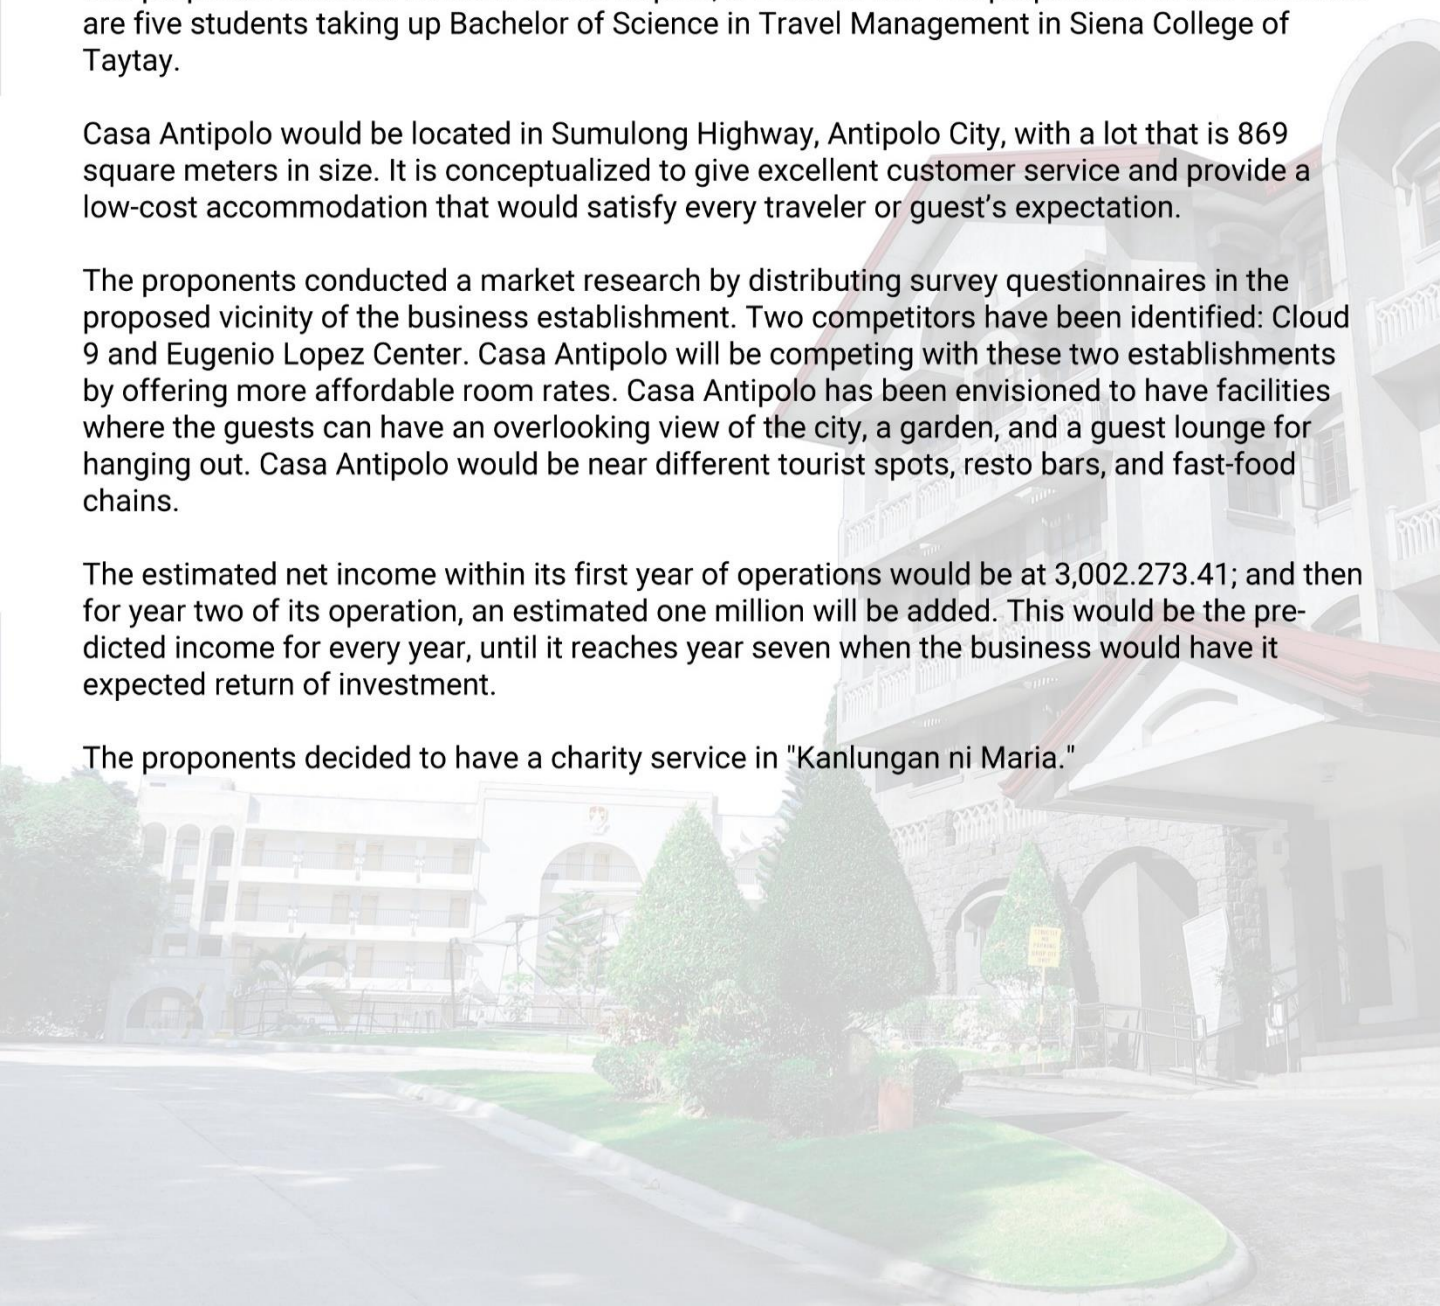 are five students taking up Bachelor of Science in Travel Management in Siena College of
Taytay.
Casa Antipolo would be located in Sumulong Highway, Antipolo City, with a lot that is 869
square meters in size. It is conceptualized to give excellent customer service and provide a
low-cost accommodation that would satisfy every traveler or guest’s expectation.
The proponents conducted a market research by distributing survey questionnaires in the
proposed vicinity of the business establishment. Two competitors have been identified: Cloud
9 and Eugenio Lopez Center. Casa Antipolo will be competing with these two establishments
by offering more affordable room rates. Casa Antipolo has been envisioned to have facilities
where the guests can have an overlooking view of the city, a garden, and a guest lounge for
hanging out. Casa Antipolo would be near different tourist spots, resto bars, and fast-food
chains.
The estimated net income within its first year of operations would be at 3,002.273.41; and then
for year two of its operation, an estimated one million will be added. This would be the pre-
dicted income for every year, until it reaches year seven when the business would have it
expected return of investment.
The proponents decided to have a charity service in "Kanlungan ni Maria."